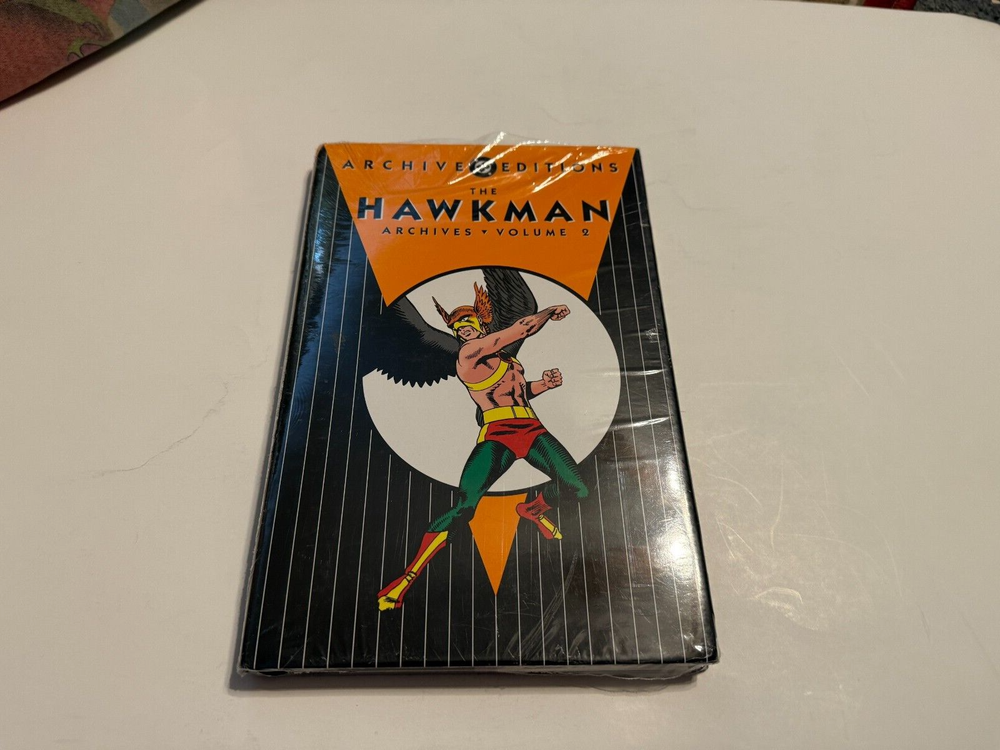 ARCHIVE EDITIONS
THE
HAWKMAN
ARCHIVES ▾ VOLUME 2